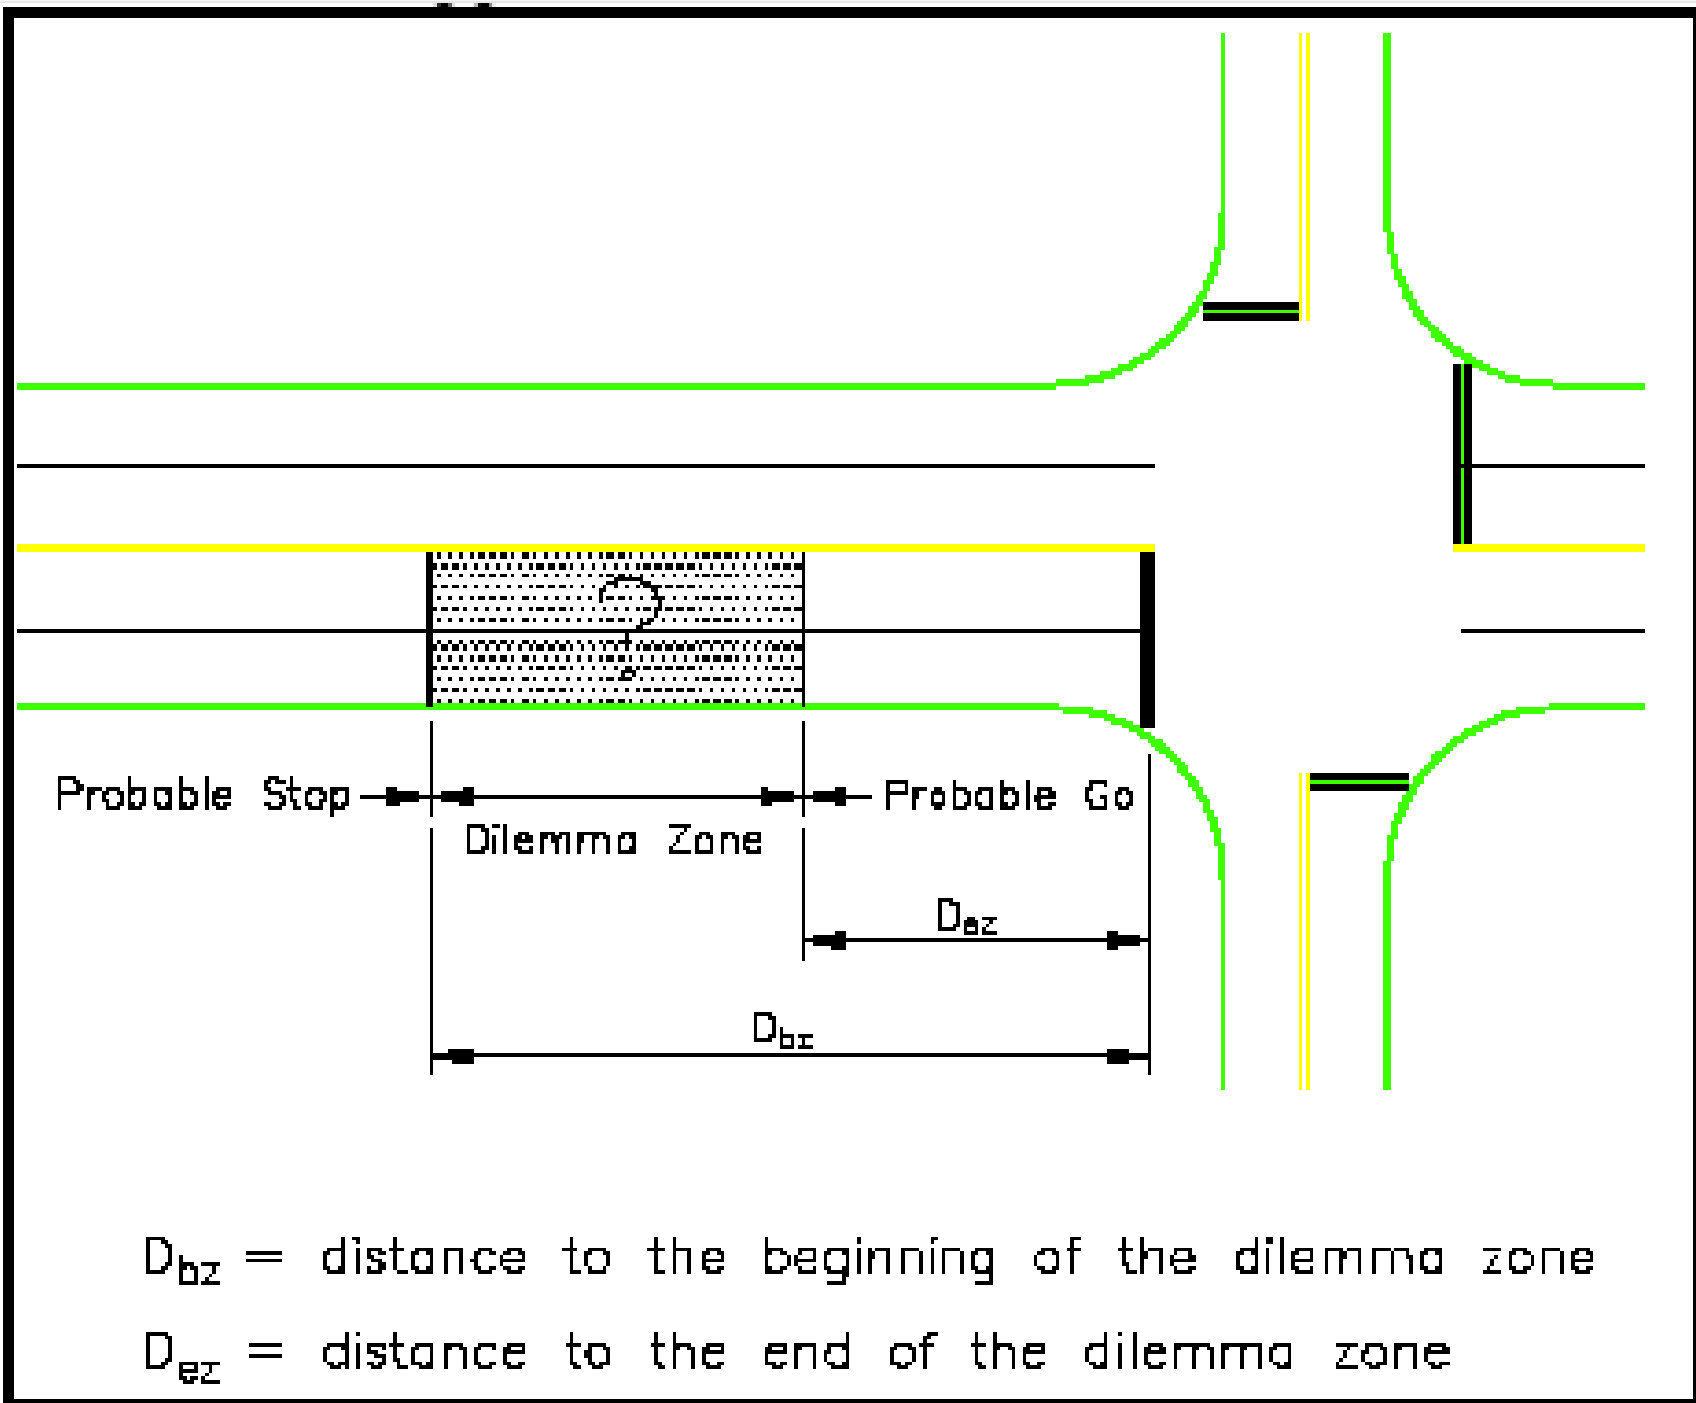 ?
Probable Stop
Probable Go
Dilemma Zone
Dez
Dbz
Dbz = distance to the beginning of the dilemma zone
Dez = distance to the end of the dilemma zone